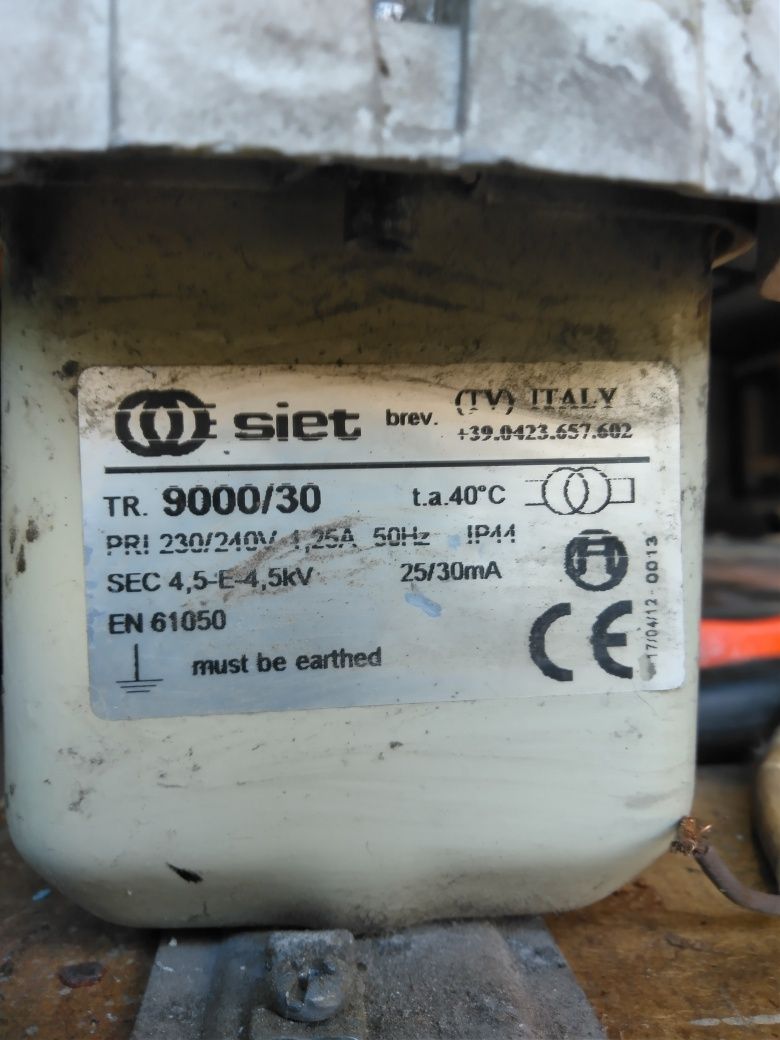 siet brev. (TV) ITALY
+39.0423.657.602
TR. 9000/30 t.a.40°C
PRI 230/240V 1,25A 50Hz IP44
SEC 4,5-E-4,5kV 25/30mA
EN 61050
must be earthed
CE
17/04/12-0013